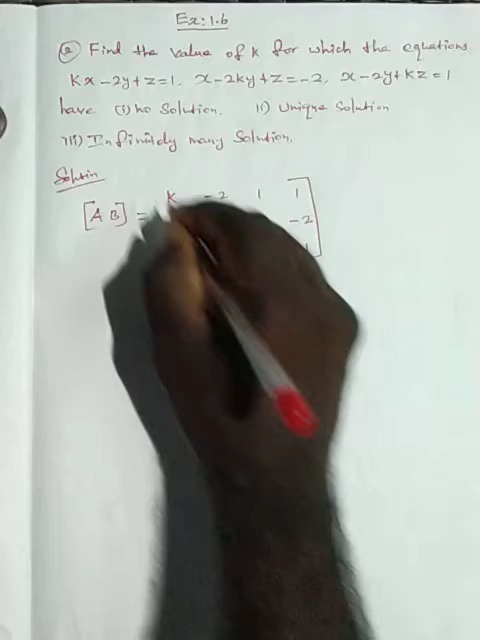 Ex: 1.6
② Find the value of k for which the equations
kx - 2y + z = 1, x - 2ky + z = -2, x - 2y + kz = 1
have (i) no Solution. ii) Unique Solution
iii) Infinitely many Solution.
Solutin
[A B] = k -2 1 1
-2